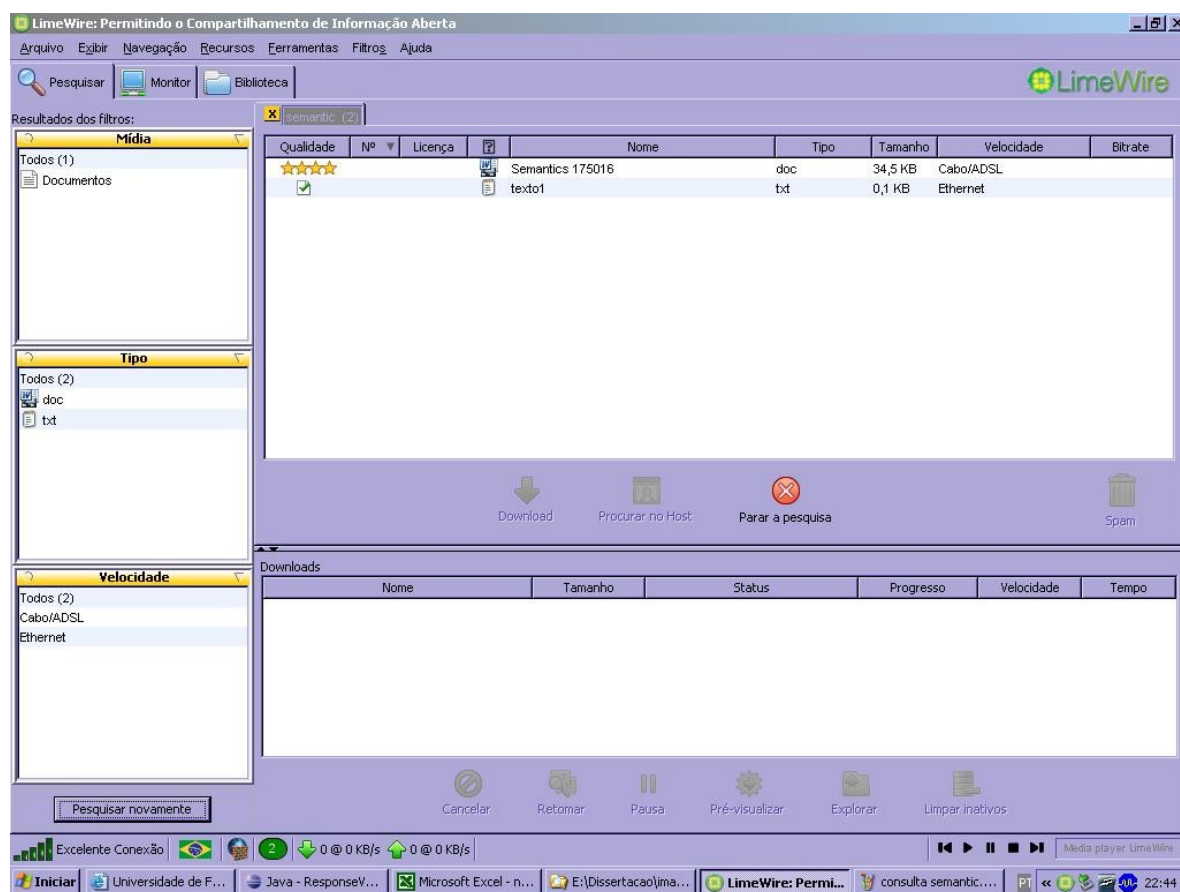 LimeWire: Permitindo o Compartilhamento de Informação Aberta
Arquivo Exibir Navegação Recursos Ferramentas Filtros Ajuda
Pesquisar Monitor Biblioteca
LimeWire
Resultados dos filtros:
semantic (2)
Mídia
Todos (1)
Documentos
Qualidade Nº Licença ? Nome Tipo Tamanho Velocidade Bitrate
Semantics 175016 doc 34,5 KB Cabo/ADSL
texto1 txt 0,1 KB Ethernet
Tipo
Todos (2)
doc
txt
Download Procurar no Host Parar a pesquisa Spam
Velocidade
Todos (2)
Cabo/ADSL
Ethernet
Downloads
Nome Tamanho Status Progresso Velocidade Tempo
Cancelar Retomar Pausa Pré-visualizar Explorar Limpar inativos
Pesquisar novamente
Excelente Conexão 2 0 @ 0 KB/s 0 @ 0 KB/s Media player LimeWire
Iniciar Universidade de F... Java - ResponseV... Microsoft Excel - n... E:\Dissertacao\ima... LimeWire: Permi... consulta semantic.... PT « 22:44